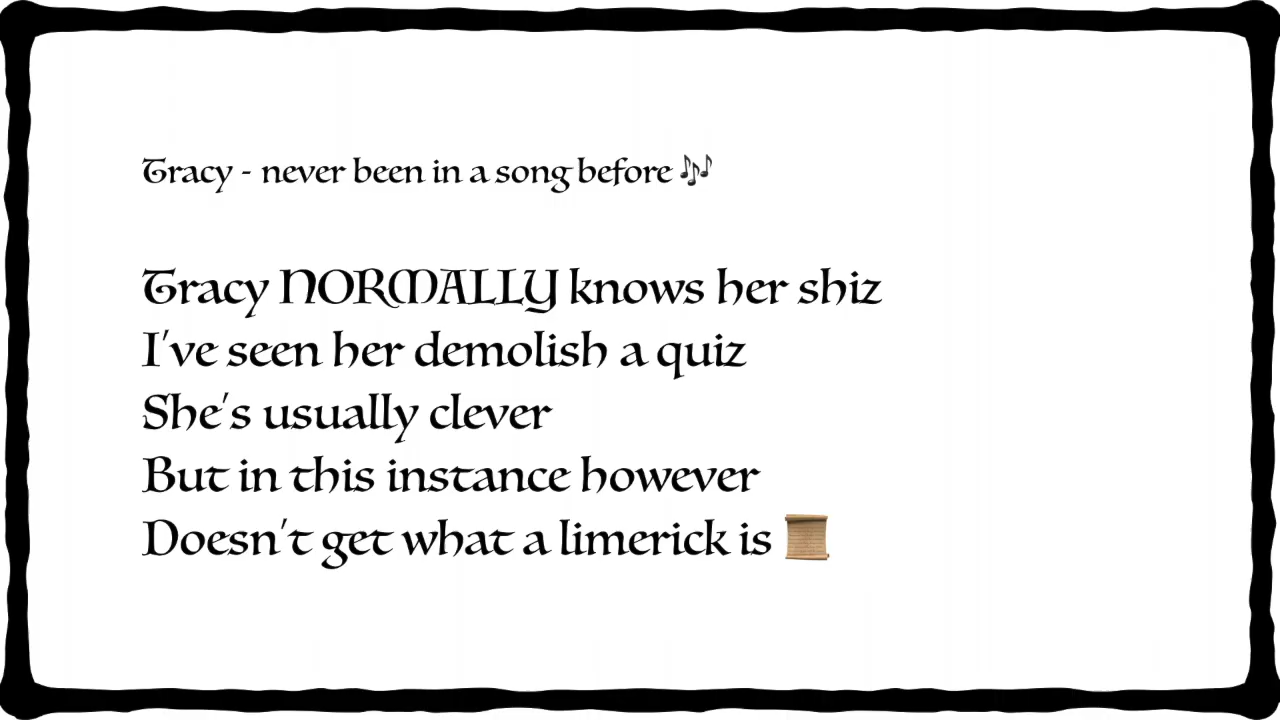 Tracy - never been in a song before 🎶
Tracy NORMALLY knows her shiz
I've seen her demolish a quiz
She's usually clever
But in this instance however
Doesn't get what a limerick is 📜